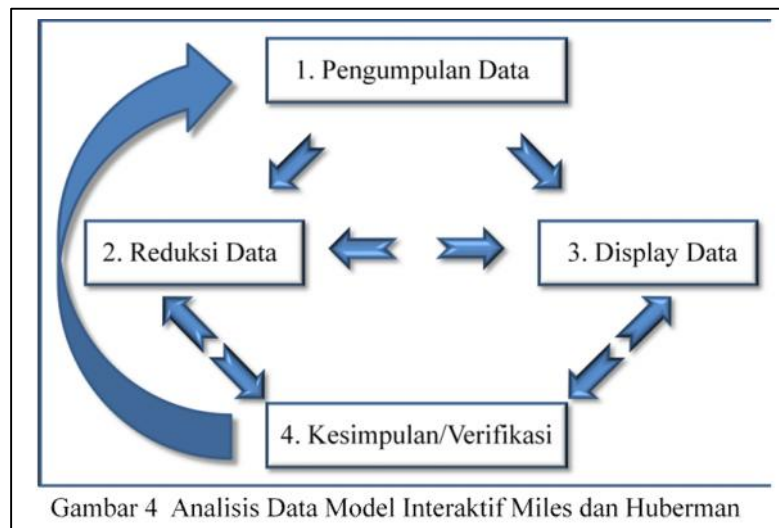 1. Pengumpulan Data
2. Reduksi Data
3. Display Data
4. Kesimpulan/Verifikasi
Gambar 4 Analisis Data Model Interaktif Miles dan Huberman